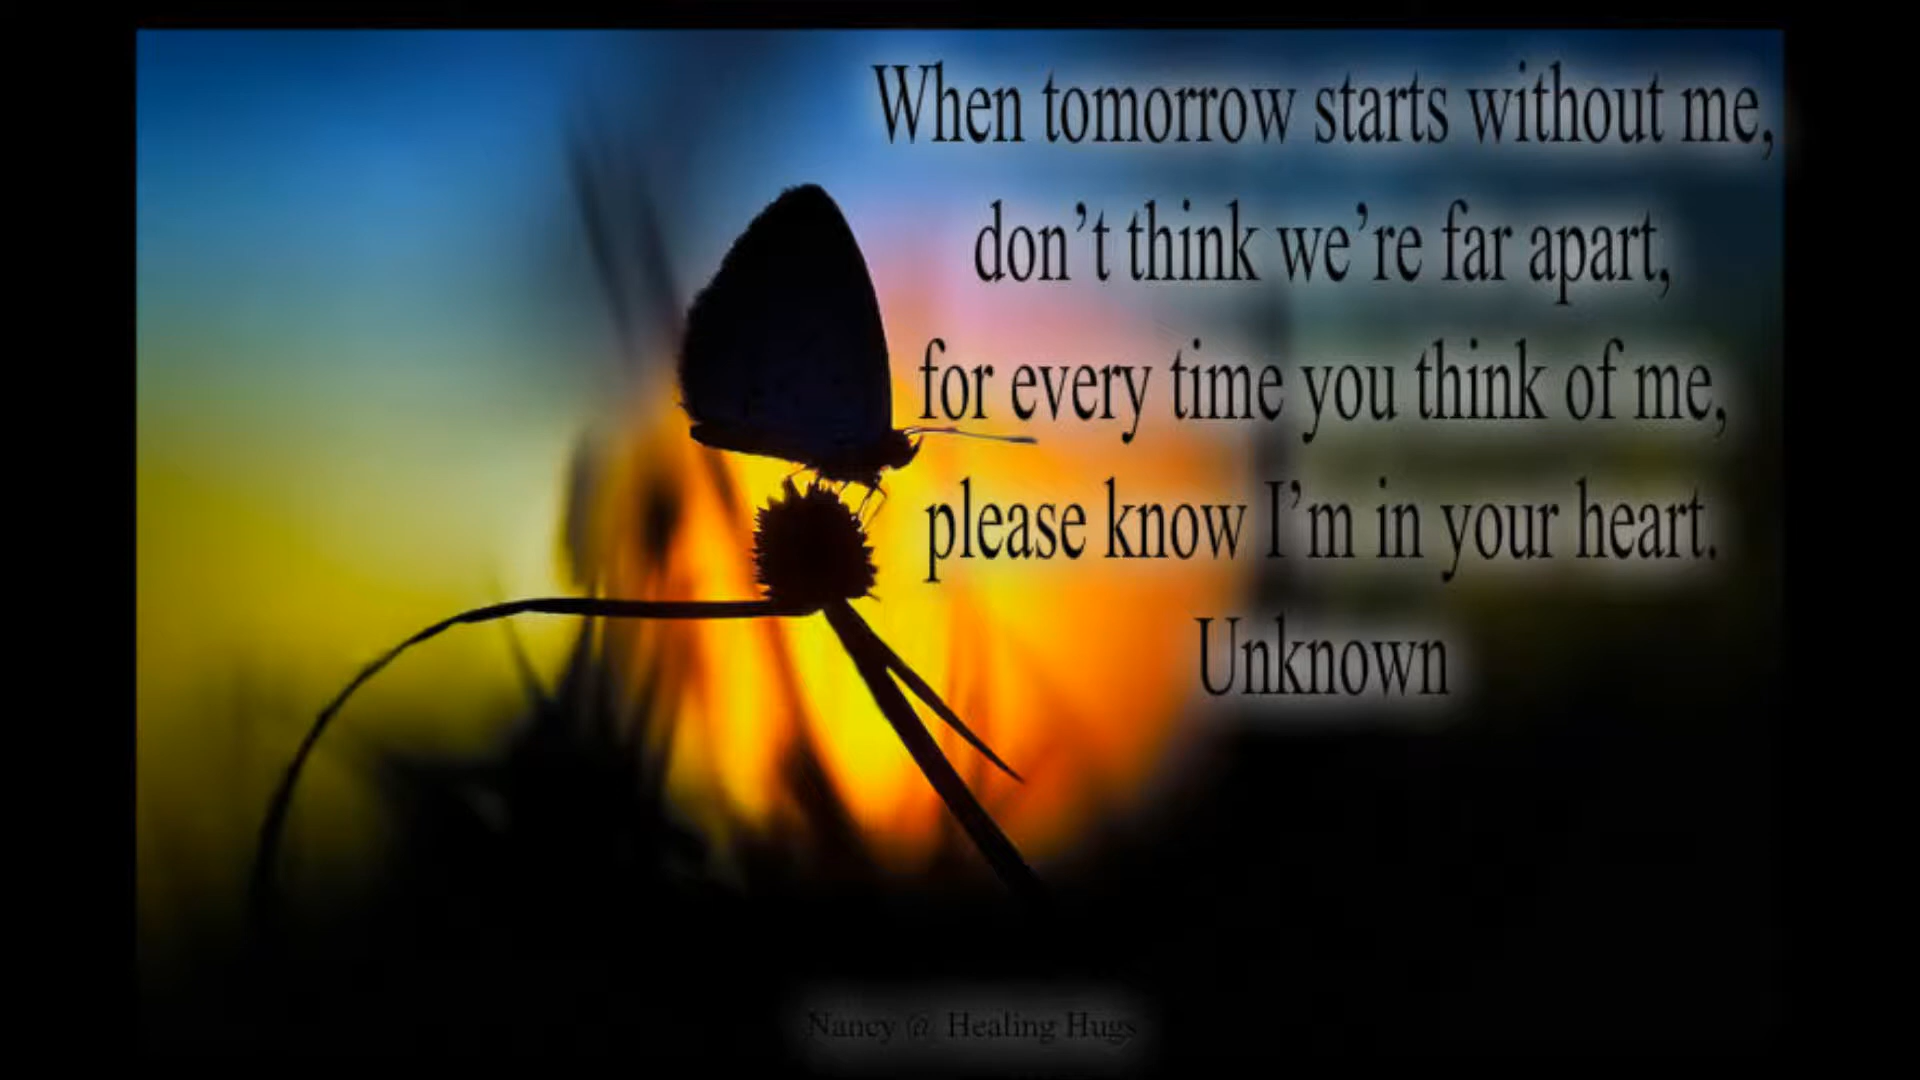 When tomorrow starts without me,
don’t think we’re far apart,
for every time you think of me,
please know I’m in your heart.
Unknown
Nancy @ Healing Hugs